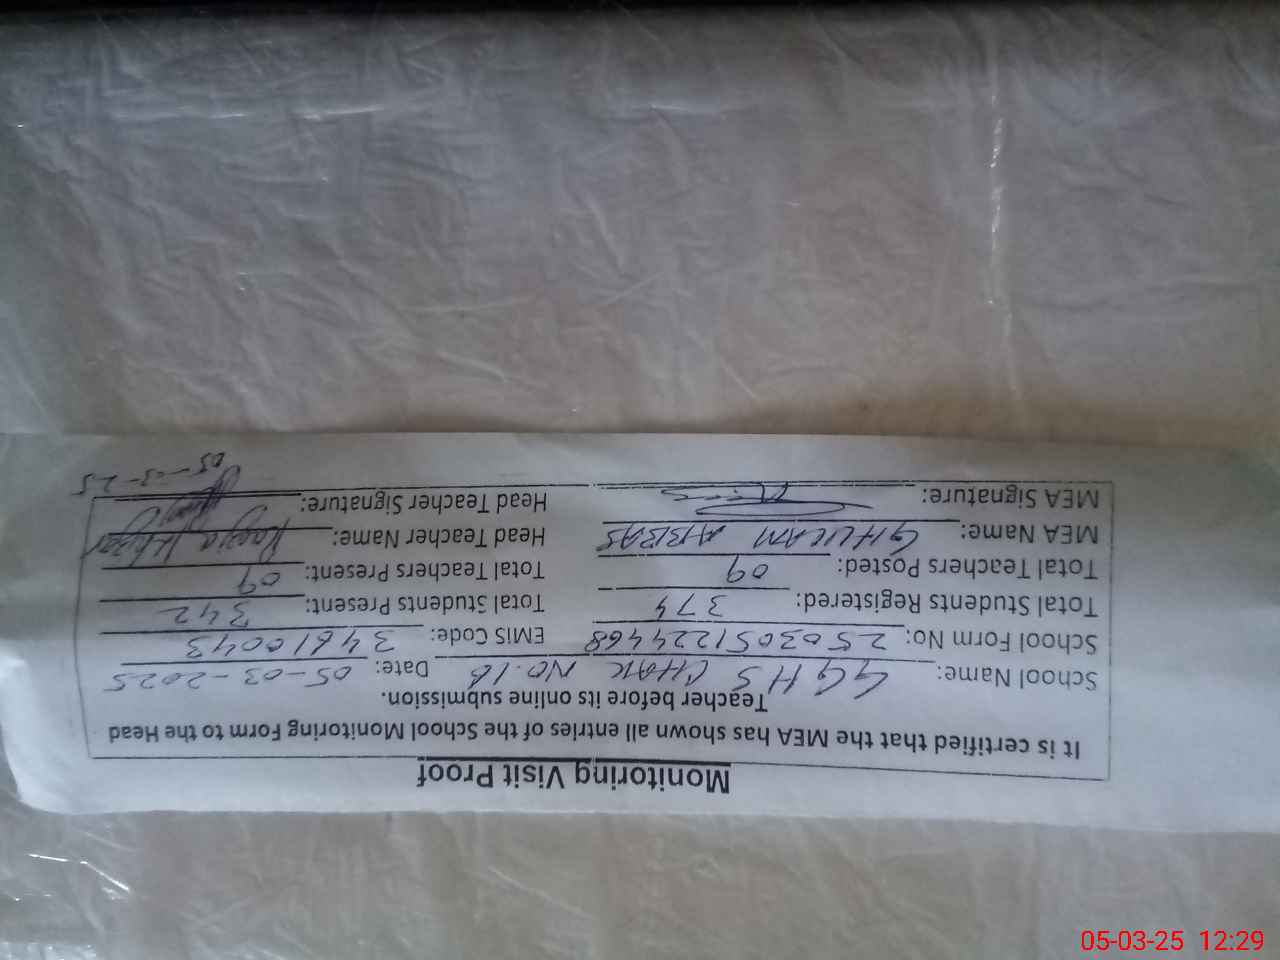 Monitoring Visit Proof
It is certified that the MEA has shown all entries of the School Monitoring Form to the Head
Teacher before its online submission.
School Name: GGHS CHAK NO.16 Date: 05-03-2025
School Form No: 2503051224468 EMIS Code: 34610043
Total Students Registered: 374 Total Students Present: 342
Total Teachers Posted: 09 Total Teachers Present: 09
MEA Name: GHULAM ABBAS Head Teacher Name: Razia
MEA Signature: Head Teacher Signature:
05-03-25
05-03-25 12:29